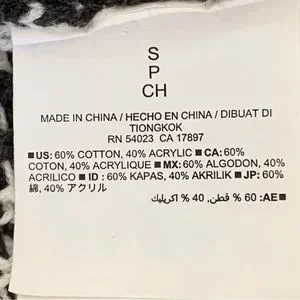 S
P
CH
MADE IN CHINA / HECHO EN CHINA / DIBUAT DI
TIONGKOK
RN 54023 CA 17897
■ US: 60% COTTON, 40% ACRYLIC ■ CA: 60%
COTON, 40% ACRYLIQUE ■ MX: 60% ALGODON, 40%
ACRILICO ■ ID : 60% KAPAS, 40% AKRILIK ■ JP: 60%
綿, 40% アクリル
■ AE: 60 % قطن, 40 % اكريليك